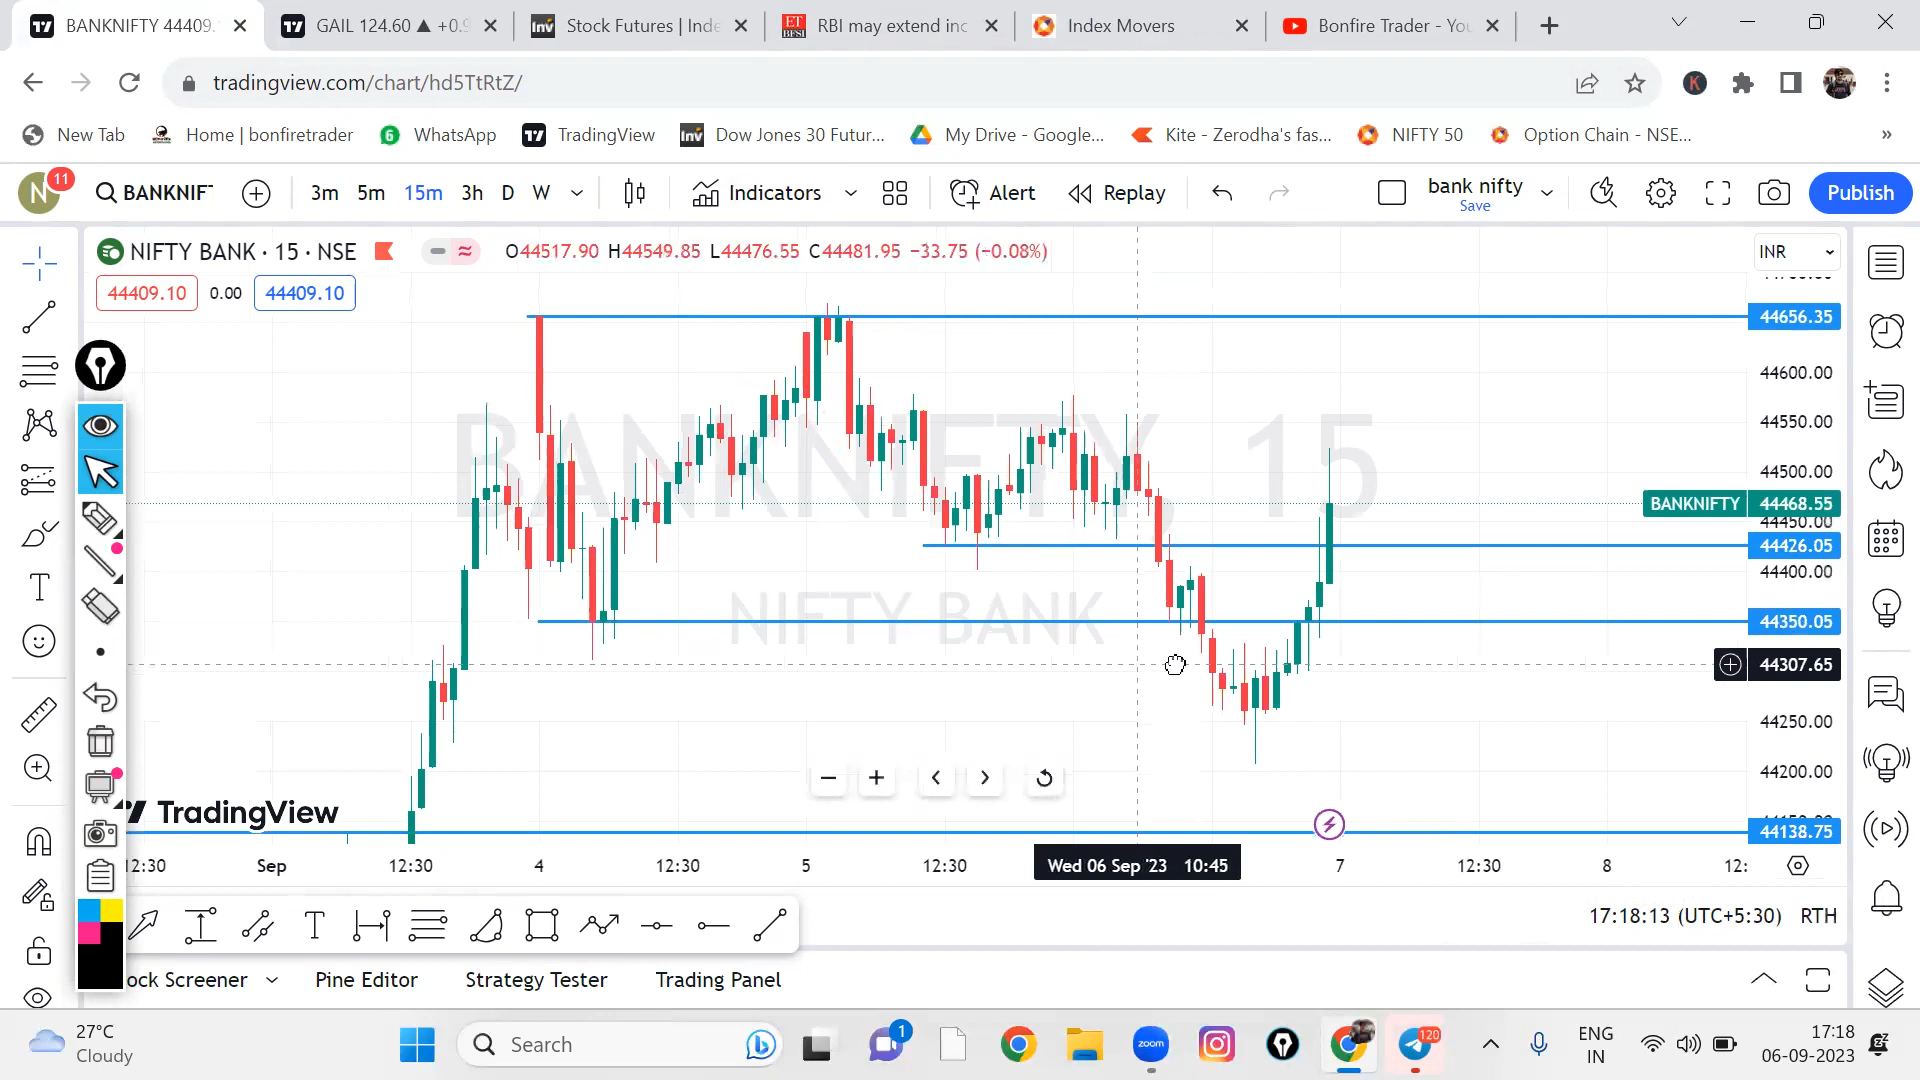 BANKNIFTY 44409.
GAIL 124.60 ▲ +0.9
Stock Futures | Inde
RBI may extend inc
Index Movers
Bonfire Trader - You
tradingview.com/chart/hd5TtRtZ/
New Tab
Home | bonfiretrader
WhatsApp
TradingView
Dow Jones 30 Futur...
My Drive - Google...
Kite - Zerodha's fas...
NIFTY 50
Option Chain - NSE...
»
N 11
BANKNIF
3m 5m 15m 3h D W
Indicators
Alert
Replay
bank nifty
Save
Publish
NIFTY BANK · 15 · NSE
O44517.90 H44549.85 L44476.55 C44481.95 −33.75 (−0.08%)
INR
44409.10 0.00 44409.10
44656.35
44600.00
44550.00
BANKNIFTY, 15
44500.00
BANKNIFTY 44468.55
44450.00
44426.05
44400.00
NIFTY BANK
44350.05
44307.65
44250.00
44200.00
TradingView
44138.75
12:30 Sep 12:30 4 12:30 5 12:30 Wed 06 Sep '23 10:45 7 12:30 8 12:
17:18:13 (UTC+5:30) RTH
ock Screener
Pine Editor
Strategy Tester
Trading Panel
27°C
Cloudy
Search
1
zoom
120
ENG
IN
17:18
06-09-2023